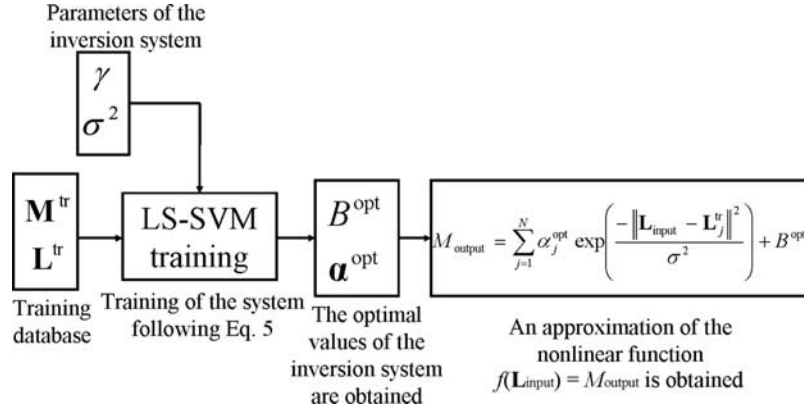 Parameters of the
inversion system
γ
σ²
M^tr
L^tr
Training
database
LS-SVM
training
Training of the system
following Eq. 5
B^opt
α^opt
The optimal
values of the
inversion system
are obtained
M_output = ∑_{j=1}^{N} α_j^opt exp(−‖L_input − L_j^tr‖² / σ²) + B^opt
An approximation of the
nonlinear function
f(L_input) = M_output is obtained